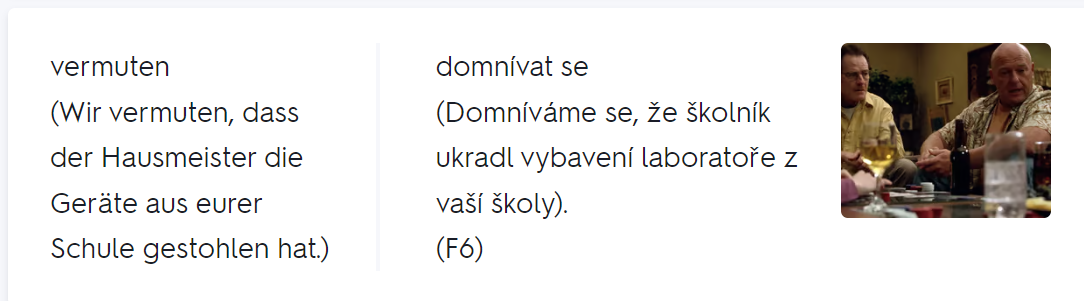 vermuten
(Wir vermuten, dass
der Hausmeister die
Geräte aus eurer
Schule gestohlen hat.)
domnívat se
(Domníváme se, že školník
ukradl vybavení laboratoře z
vaší školy).
(F6)